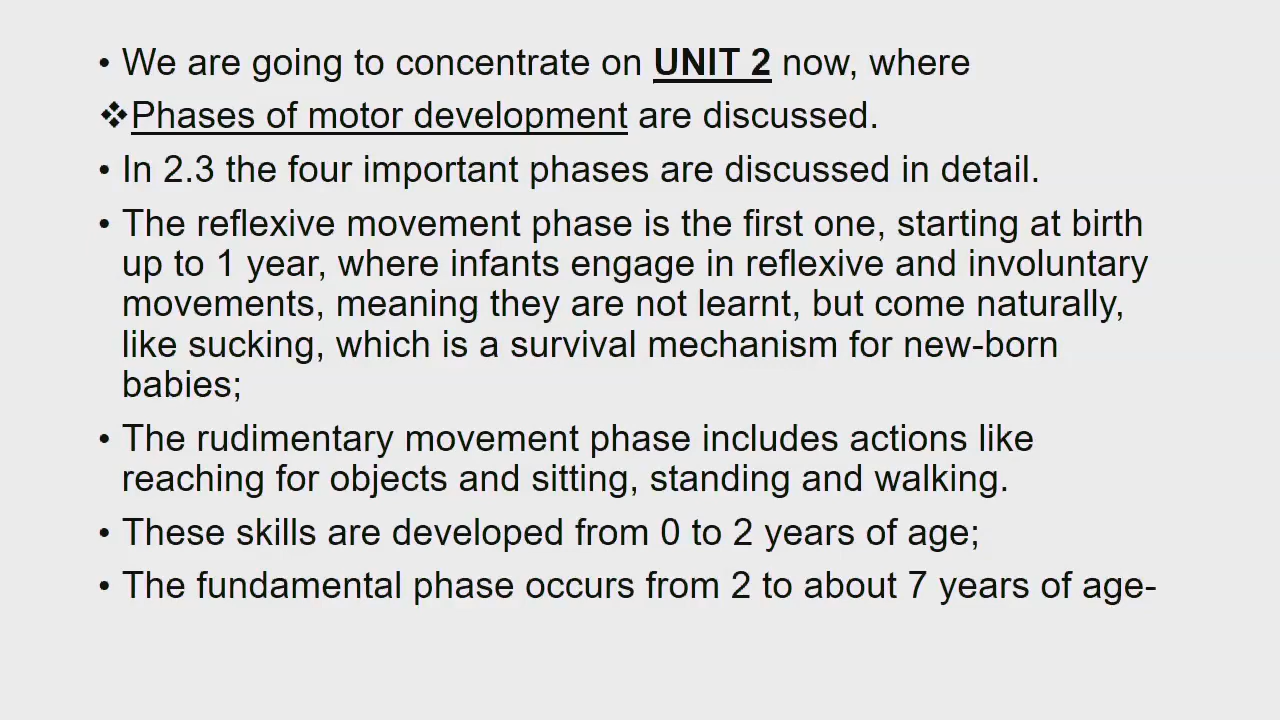 • We are going to concentrate on UNIT 2 now, where
❖Phases of motor development are discussed.
• In 2.3 the four important phases are discussed in detail.
• The reflexive movement phase is the first one, starting at birth
up to 1 year, where infants engage in reflexive and involuntary
movements, meaning they are not learnt, but come naturally,
like sucking, which is a survival mechanism for new-born
babies;
• The rudimentary movement phase includes actions like
reaching for objects and sitting, standing and walking.
• These skills are developed from 0 to 2 years of age;
• The fundamental phase occurs from 2 to about 7 years of age-